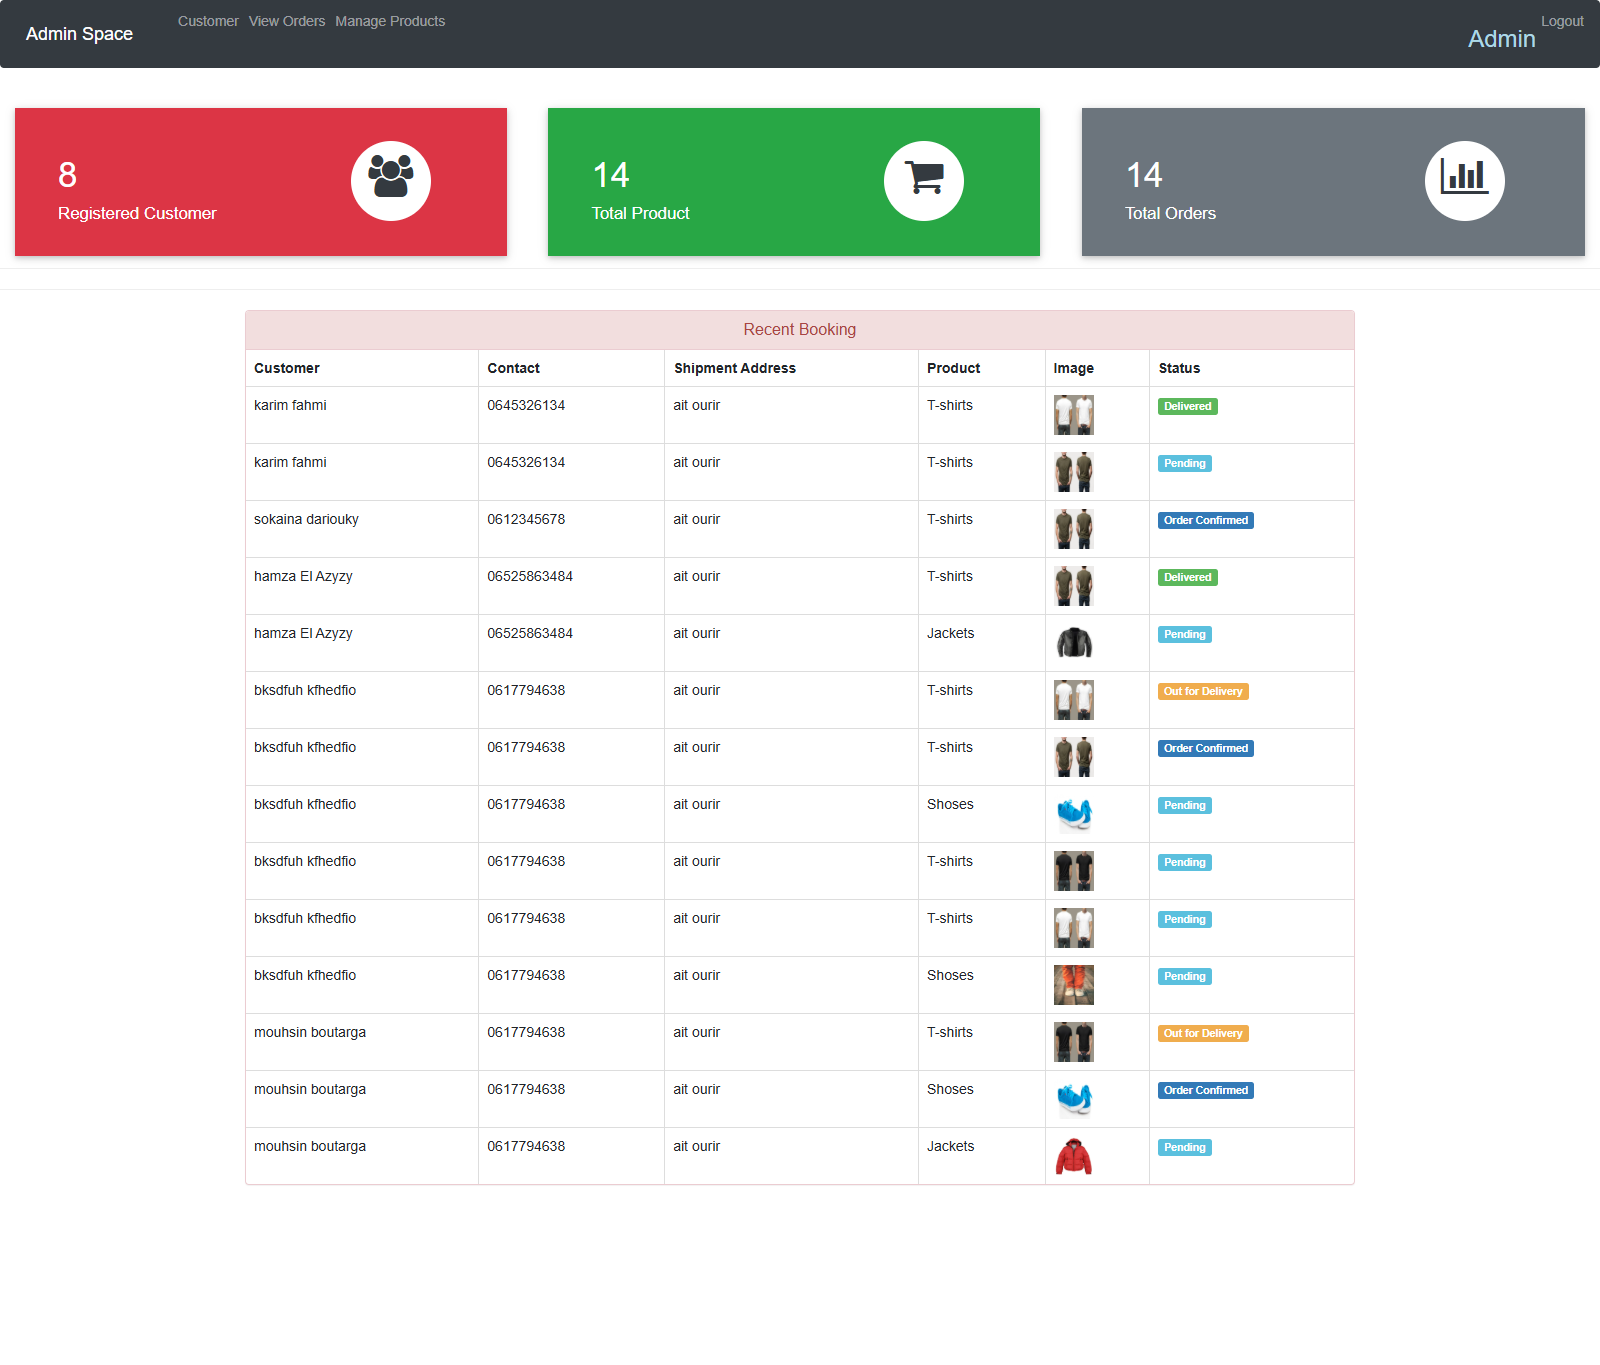 Admin Space Customer View Orders Manage Products Admin Logout
8
Registered Customer
14
Total Product
14
Total Orders
Recent Booking
Customer Contact Shipment Address Product Image Status
karim fahmi 0645326134 ait ourir T-shirts Delivered
karim fahmi 0645326134 ait ourir T-shirts Pending
sokaina dariouky 0612345678 ait ourir T-shirts Order Confirmed
hamza El Azyzy 06525863484 ait ourir T-shirts Delivered
hamza El Azyzy 06525863484 ait ourir Jackets Pending
bksdfuh kfhedfio 0617794638 ait ourir T-shirts Out for Delivery
bksdfuh kfhedfio 0617794638 ait ourir T-shirts Order Confirmed
bksdfuh kfhedfio 0617794638 ait ourir Shoses Pending
bksdfuh kfhedfio 0617794638 ait ourir T-shirts Pending
bksdfuh kfhedfio 0617794638 ait ourir T-shirts Pending
bksdfuh kfhedfio 0617794638 ait ourir Shoses Pending
mouhsin boutarga 0617794638 ait ourir T-shirts Out for Delivery
mouhsin boutarga 0617794638 ait ourir Shoses Order Confirmed
mouhsin boutarga 0617794638 ait ourir Jackets Pending